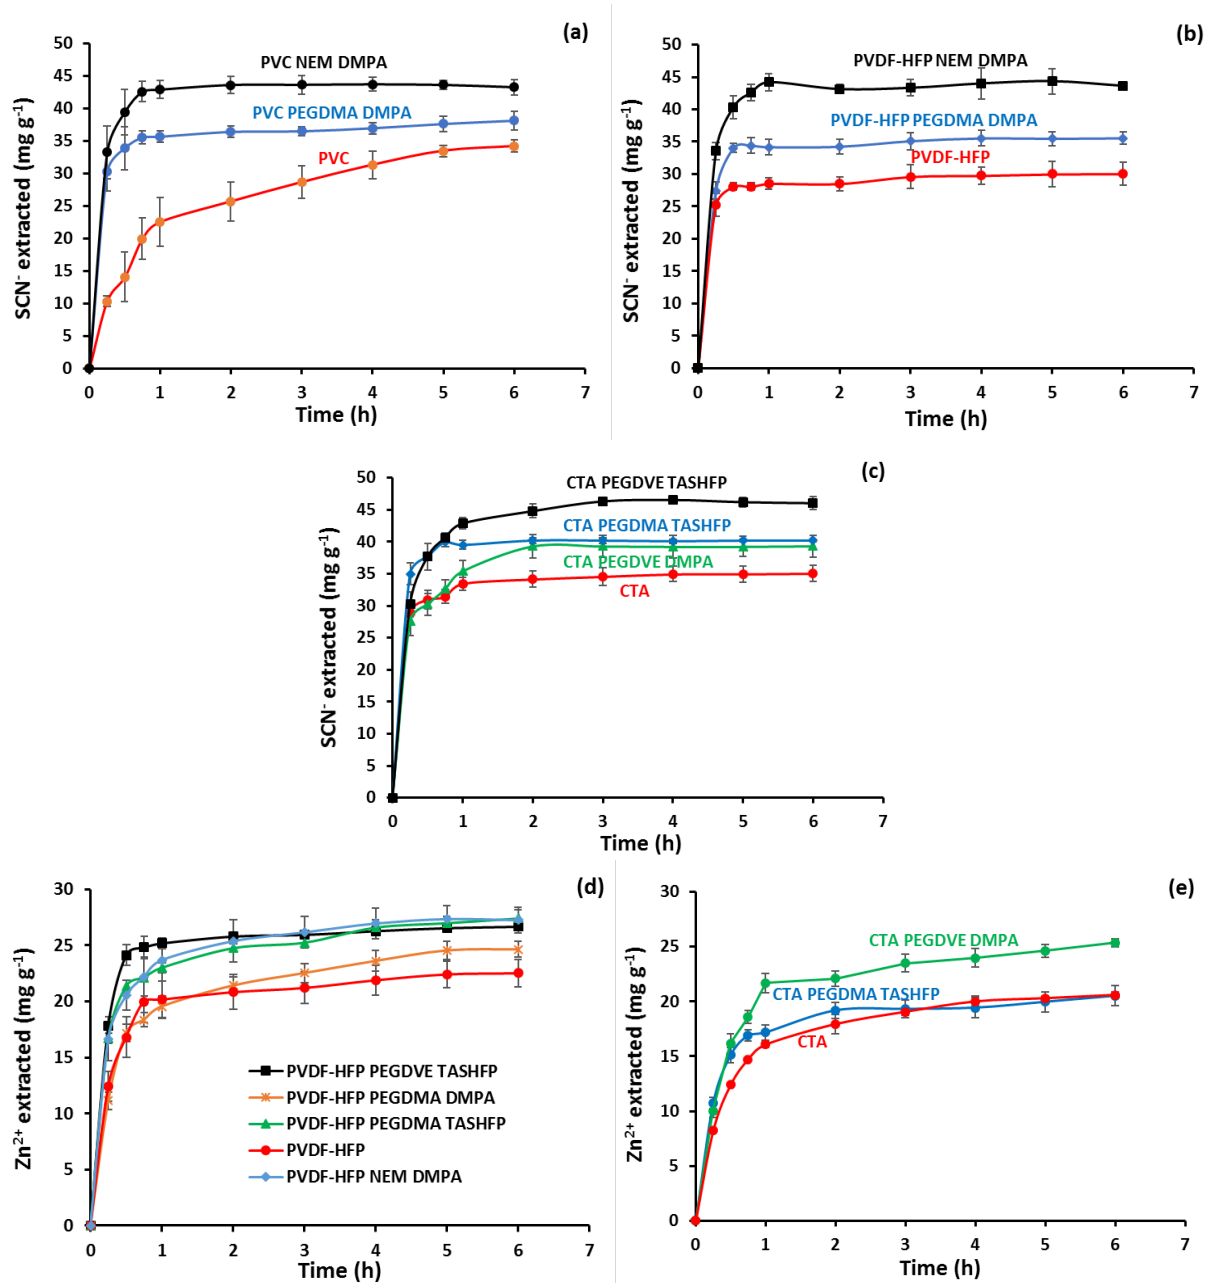 (a)
SCN⁻ extracted (mg g⁻¹)
50
45
40
35
30
25
20
15
10
5
0
PVC NEM DMPA
PVC PEGDMA DMPA
PVC
0 1 2 3 4 5 6 7
Time (h)
(b)
SCN⁻ extracted (mg g⁻¹)
50
45
40
35
30
25
20
15
10
5
0
PVDF-HFP NEM DMPA
PVDF-HFP PEGDMA DMPA
PVDF-HFP
0 1 2 3 4 5 6 7
Time (h)
(c)
SCN⁻ extracted (mg g⁻¹)
50
45
40
35
30
25
20
15
10
5
0
CTA PEGDVE TASHFP
CTA PEGDMA TASHFP
CTA PEGDVE DMPA
CTA
0 1 2 3 4 5 6 7
Time (h)
(d)
Zn²⁺ extracted (mg g⁻¹)
30
25
20
15
10
5
0
PVDF-HFP PEGDVE TASHFP
PVDF-HFP PEGDMA DMPA
PVDF-HFP PEGDMA TASHFP
PVDF-HFP
PVDF-HFP NEM DMPA
0 1 2 3 4 5 6 7
Time (h)
(e)
Zn²⁺ extracted (mg g⁻¹)
30
25
20
15
10
5
0
CTA PEGDVE DMPA
CTA PEGDMA TASHFP
CTA
0 1 2 3 4 5 6 7
Time (h)